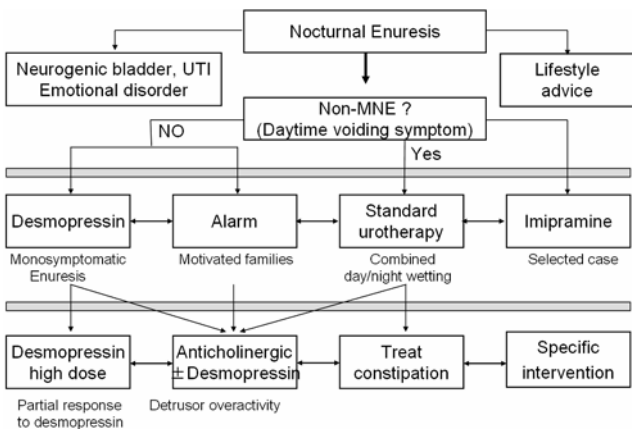 Nocturnal Enuresis
Neurogenic bladder, UTI
Emotional disorder
Lifestyle
advice
Non-MNE ?
(Daytime voiding symptom)
NO
Yes
Desmopressin
Alarm
Standard
urotherapy
Imipramine
Monosymptomatic
Enuresis
Motivated families
Combined
day/night wetting
Selected case
Desmopressin
high dose
Anticholinergic
±Desmopressin
Treat
constipation
Specific
intervention
Partial response
to desmopressin
Detrusor overactivity